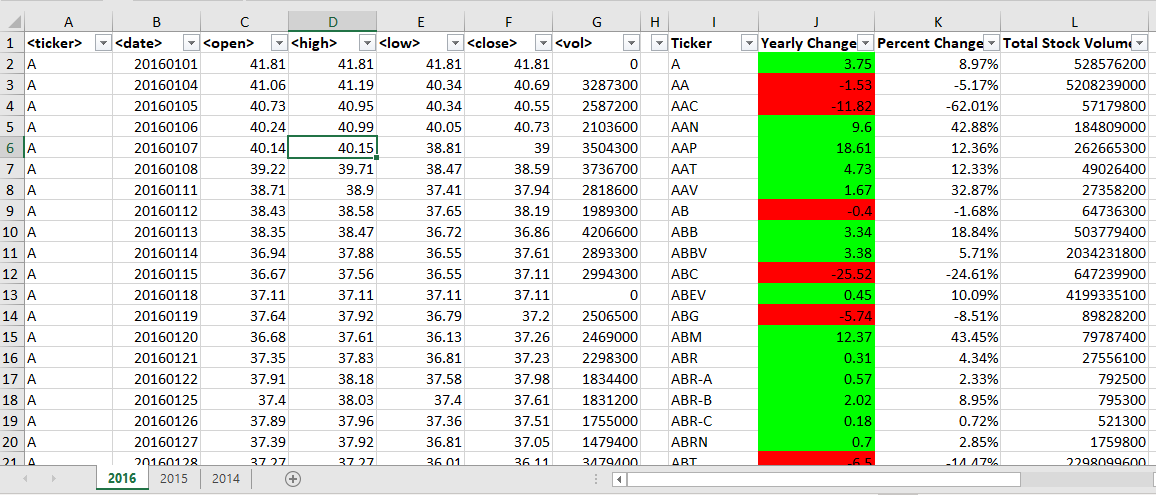 A B C D E F G H I J K L
1 <ticker> <date> <open> <high> <low> <close> <vol> Ticker Yearly Change Percent Change Total Stock Volume
2 A 20160101 41.81 41.81 41.81 41.81 0 A 3.75 8.97% 528576200
3 A 20160104 41.06 41.19 40.34 40.69 3287300 AA -1.53 -5.17% 5208239000
4 A 20160105 40.73 40.95 40.34 40.55 2587200 AAC -11.82 -62.01% 57179800
5 A 20160106 40.24 40.99 40.05 40.73 2103600 AAN 9.6 42.88% 184809000
6 A 20160107 40.14 40.15 38.81 39 3504300 AAP 18.61 12.36% 262665300
7 A 20160108 39.22 39.71 38.47 38.59 3736700 AAT 4.73 12.33% 49026400
8 A 20160111 38.71 38.9 37.41 37.94 2818600 AAV 1.67 32.87% 27358200
9 A 20160112 38.43 38.58 37.65 38.19 1989300 AB -0.4 -1.68% 64736300
10 A 20160113 38.35 38.47 36.72 36.86 4206600 ABB 3.34 18.84% 503779400
11 A 20160114 36.94 37.88 36.55 37.61 2893300 ABBV 3.38 5.71% 2034231800
12 A 20160115 36.67 37.56 36.55 37.11 2994300 ABC -25.52 -24.61% 647239900
13 A 20160118 37.11 37.11 37.11 37.11 0 ABEV 0.45 10.09% 4199335100
14 A 20160119 37.64 37.92 36.79 37.2 2506500 ABG -5.74 -8.51% 89828200
15 A 20160120 36.68 37.61 36.13 37.26 2469000 ABM 12.37 43.45% 79787400
16 A 20160121 37.35 37.83 36.81 37.23 2298300 ABR 0.31 4.34% 27556100
17 A 20160122 37.91 38.18 37.58 37.98 1834400 ABR-A 0.57 2.33% 792500
18 A 20160125 37.4 38.03 37.4 37.61 1831200 ABR-B 2.02 8.95% 795300
19 A 20160126 37.89 37.96 37.36 37.51 1755000 ABR-C 0.18 0.72% 521300
20 A 20160127 37.39 37.92 36.81 37.05 1479400 ABRN 0.7 2.85% 1759800
21 A 20160128 37.27 37.27 36.01 36.11 3479400 ABT -6.5 -14.47% 2298099600
2016 2015 2014